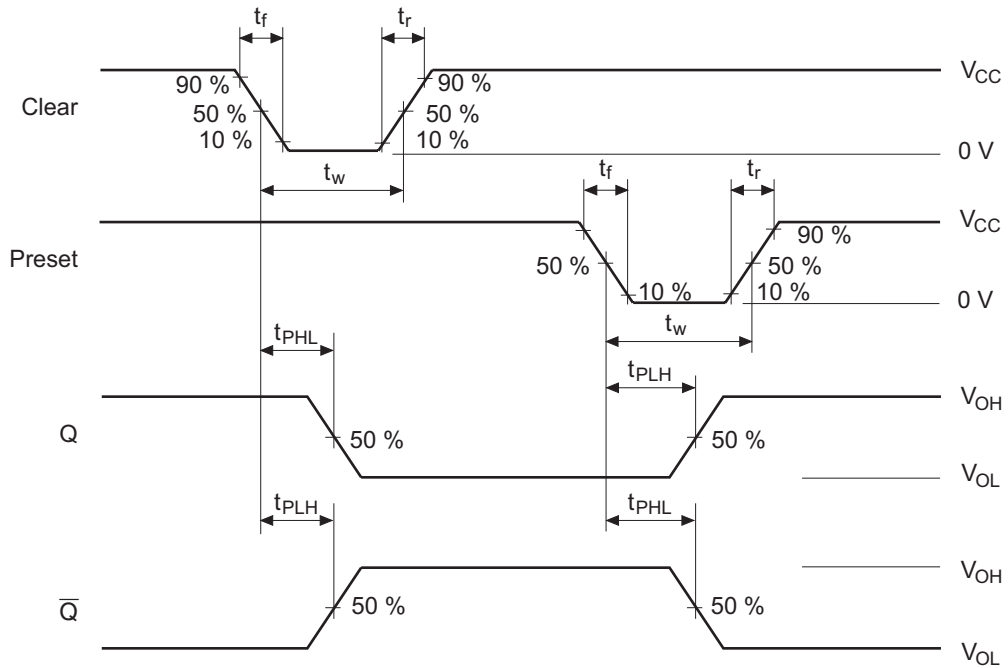 tf tr
90 % 90 % VCC
Clear 50 % 50 %
10 % 10 % 0 V
tw tf tr
VCC
90 %
Preset 50 % 50 %
10 % 10 % 0 V
tw
tPHL tPLH
VOH
Q 50 % 50 %
VOL
tPLH tPHL
VOH
Q̅ 50 % 50 %
VOL